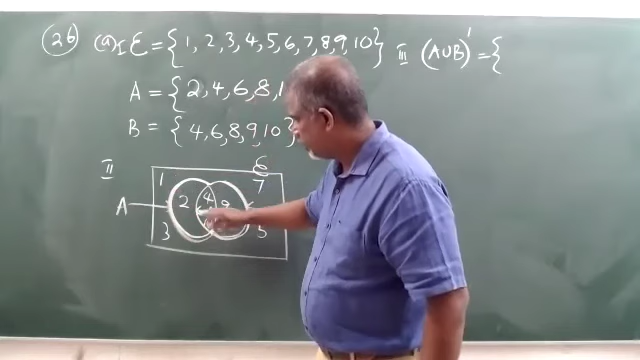 (26) (a) I ℰ = { 1, 2, 3, 4, 5, 6, 7, 8, 9, 10 } III (A∪B)' = {
A = { 2, 4, 6, 8, 1
B = { 4, 6, 8, 9, 10 }
II
6
1 7
A 2 4 9
3 5